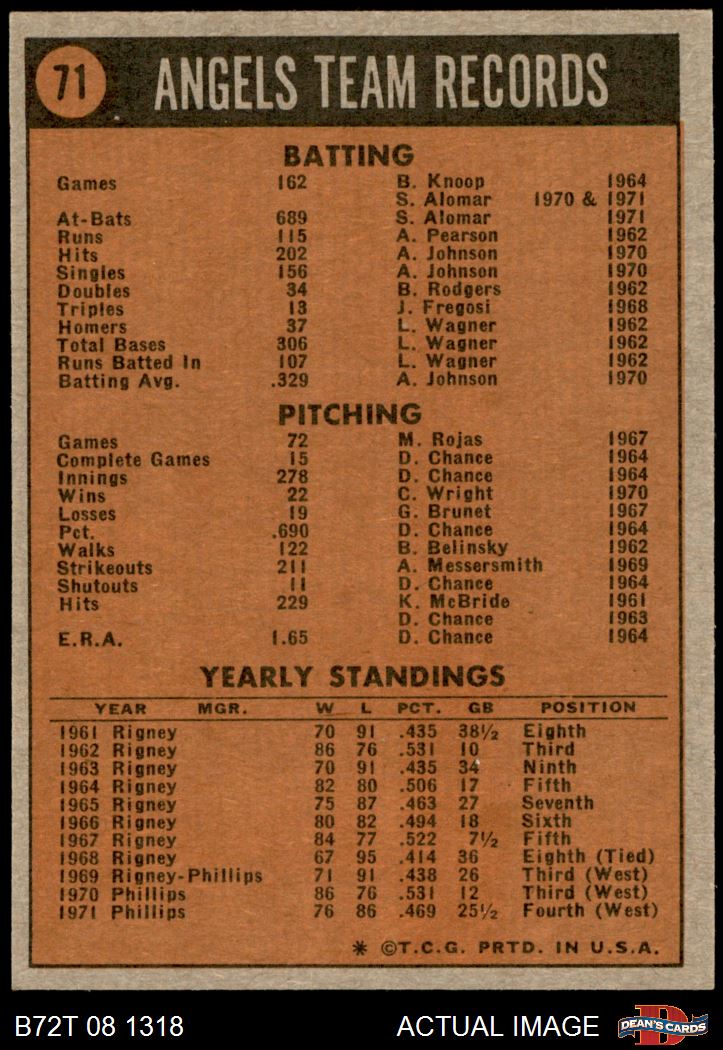 71 ANGELS TEAM RECORDS
BATTING
Games 162 B. Knoop 1964
S. Alomar 1970 & 1971
At-Bats 689 S. Alomar 1971
Runs 115 A. Pearson 1962
Hits 202 A. Johnson 1970
Singles 156 A. Johnson 1970
Doubles 34 B. Rodgers 1962
Triples 13 J. Fregosi 1968
Homers 37 L. Wagner 1962
Total Bases 306 L. Wagner 1962
Runs Batted In 107 L. Wagner 1962
Batting Avg. .329 A. Johnson 1970
PITCHING
Games 72 M. Rojas 1967
Complete Games 15 D. Chance 1964
Innings 278 D. Chance 1964
Wins 22 C. Wright 1970
Losses 19 G. Brunet 1967
Pct. .690 D. Chance 1964
Walks 122 B. Belinsky 1962
Strikeouts 211 A. Messersmith 1969
Shutouts 11 D. Chance 1964
Hits 229 K. McBride 1961
D. Chance 1963
E.R.A. 1.65 D. Chance 1964
YEARLY STANDINGS
YEAR MGR. W L PCT. GB POSITION
1961 Rigney 70 91 .435 38½ Eighth
1962 Rigney 86 76 .531 10 Third
1963 Rigney 70 91 .435 34 Ninth
1964 Rigney 82 80 .506 17 Fifth
1965 Rigney 75 87 .463 27 Seventh
1966 Rigney 80 82 .494 18 Sixth
1967 Rigney 84 77 .522 7½ Fifth
1968 Rigney 67 95 .414 36 Eighth (Tied)
1969 Rigney-Phillips 71 91 .438 26 Third (West)
1970 Phillips 86 76 .531 12 Third (West)
1971 Phillips 76 86 .469 25½ Fourth (West)
* ©T.C.G. PRTD. IN U.S.A.
B72T 08 1318 ACTUAL IMAGE D DEAN'S CARDS